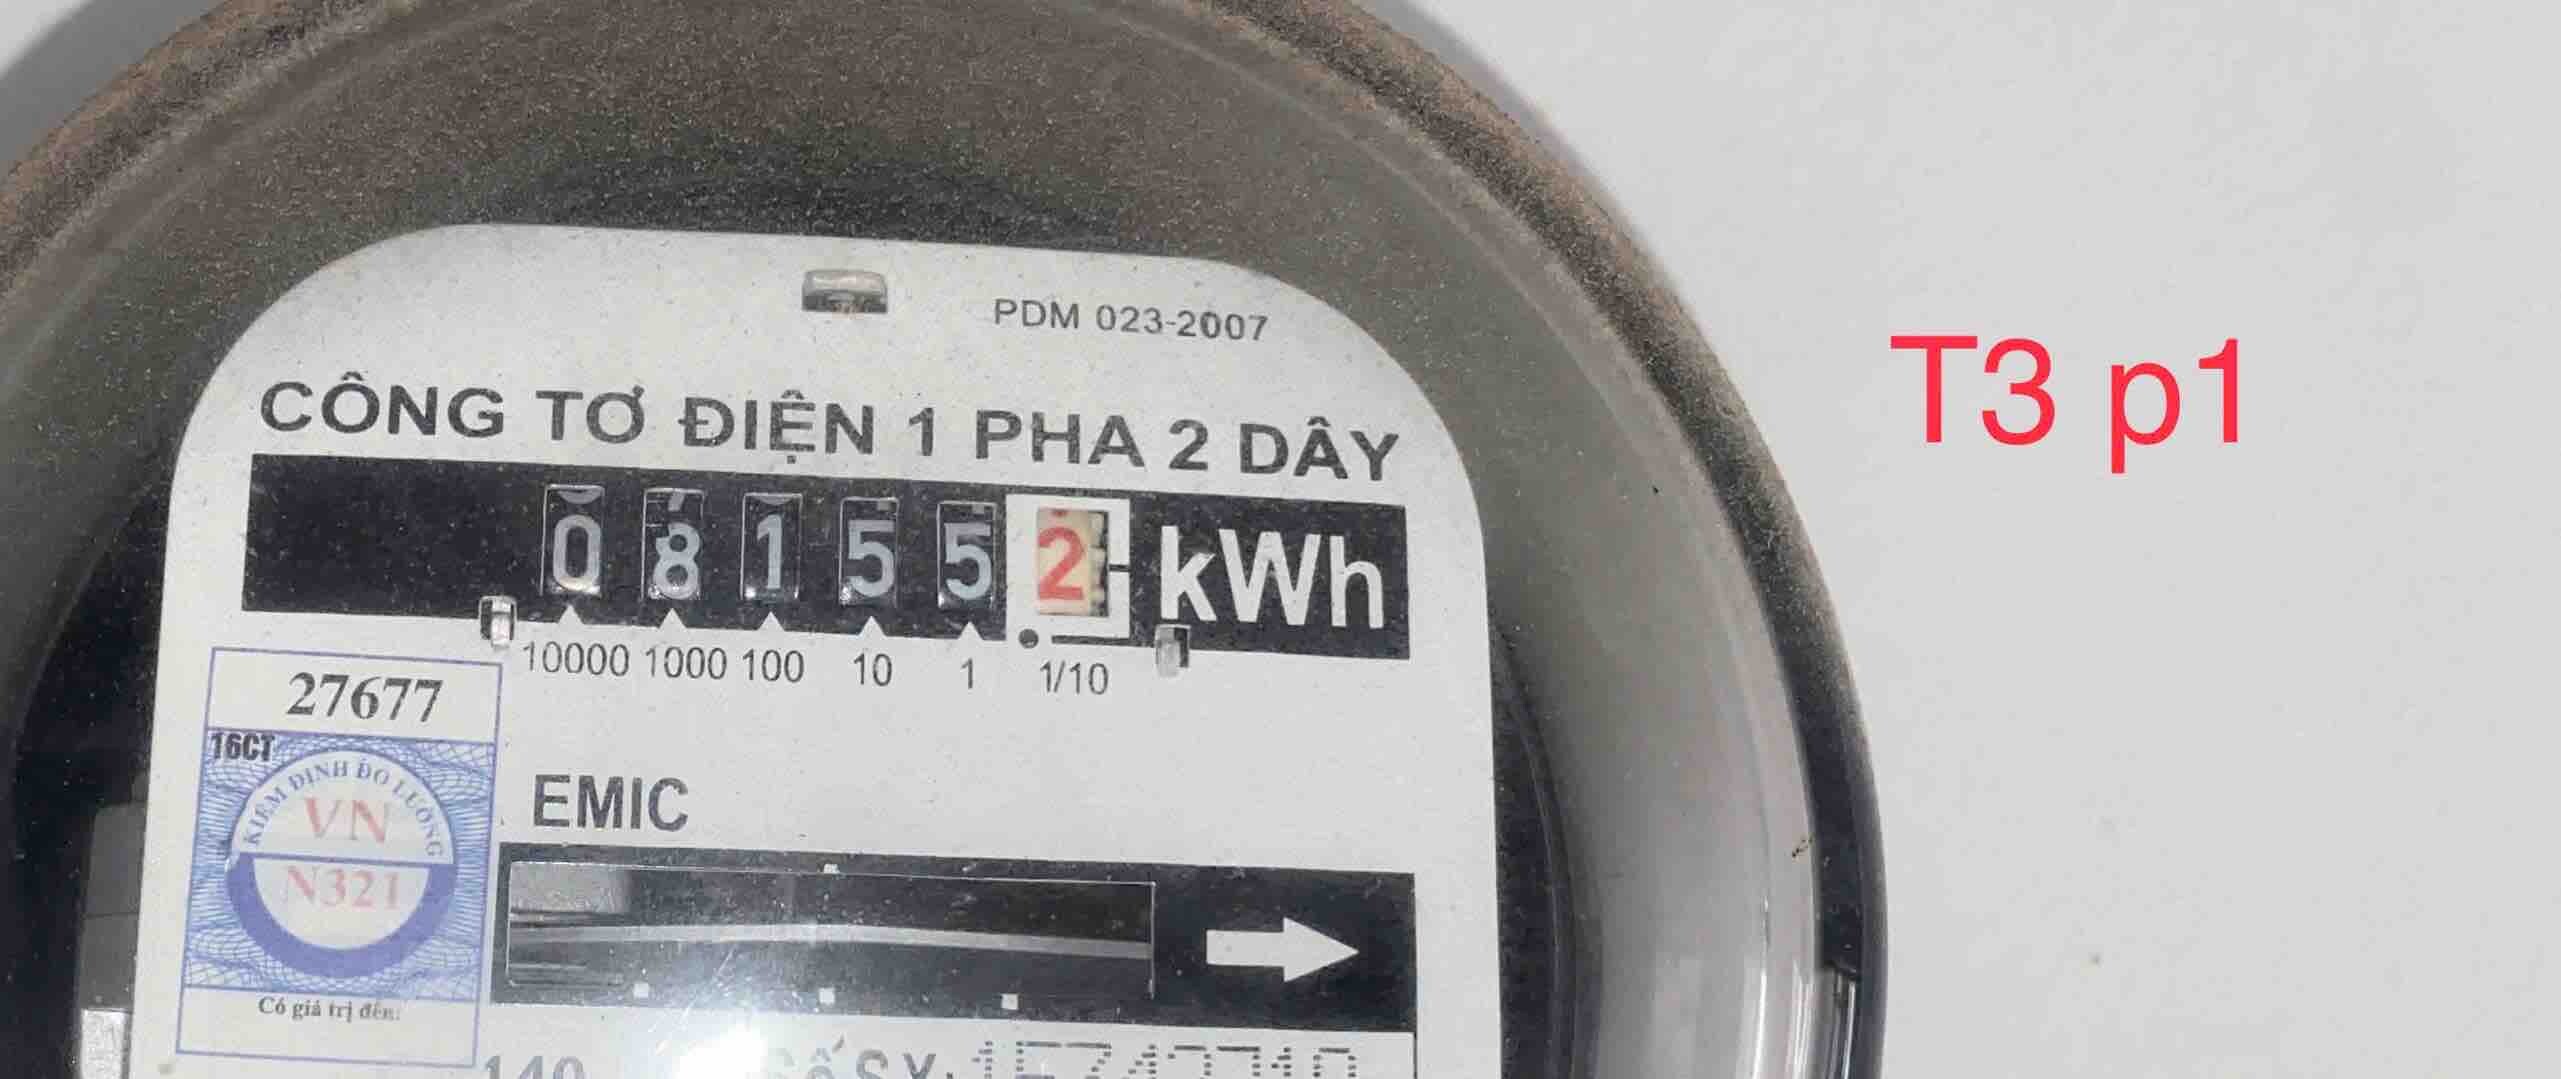 PDM 023-2007
T3 p1
CÔNG TƠ ĐIỆN 1 PHA 2 DÂY
0 8 1 5 5 2 kWh
10000 1000 100 10 1 1/10
27677
16CT
KIỂM ĐỊNH ĐO LƯỜNG
VN
N321
EMIC
Có giá trị đến: